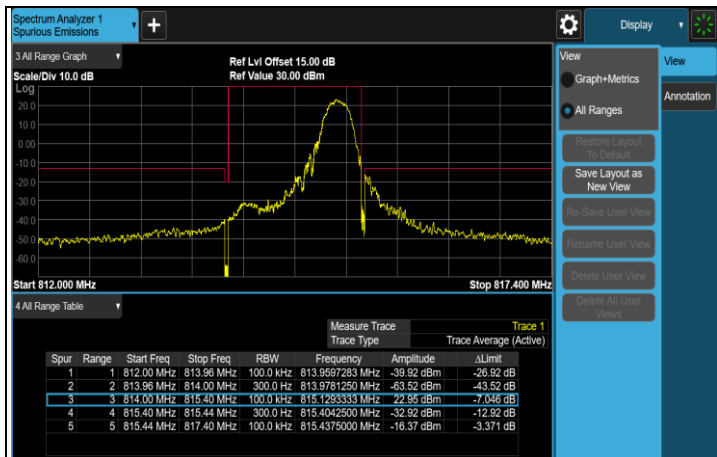 Spectrum Analyzer 1
Spurious Emissions
+
Display
3 All Range Graph
Ref Lvl Offset 15.00 dB
Scale/Div 10.0 dB
Ref Value 30.00 dBm
Log
20.0
10.0
0.00
-10.0
-20.0
-30.0
-40.0
-50.0
-60.0
Start 812.000 MHz
Stop 817.400 MHz
View
Graph+Metrics
All Ranges
Restore Layout
To Default
Save Layout as
New View
Re-Save User View
Rename User View
Delete User View
Delete All User
Views
View
Annotation
4 All Range Table
Measure Trace Trace 1
Trace Type Trace Average (Active)
Spur Range Start Freq Stop Freq RBW Frequency Amplitude ΔLimit
1 1 812.00 MHz 813.96 MHz 100.0 kHz 813.9597283 MHz -39.92 dBm -26.92 dB
2 2 813.96 MHz 814.00 MHz 300.0 Hz 813.9781250 MHz -63.52 dBm -43.52 dB
3 3 814.00 MHz 815.40 MHz 100.0 kHz 815.1293333 MHz 22.95 dBm -7.046 dB
4 4 815.40 MHz 815.44 MHz 300.0 Hz 815.4042500 MHz -32.92 dBm -12.92 dB
5 5 815.44 MHz 817.40 MHz 100.0 kHz 815.4375000 MHz -16.37 dBm -3.371 dB